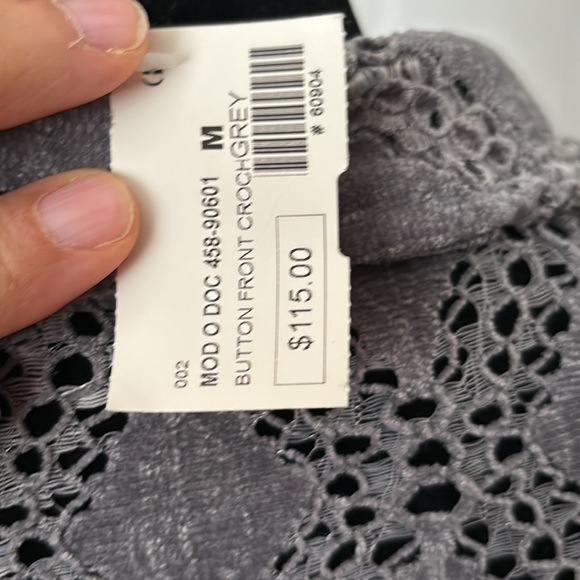 002
MOD O DOC 458-90601 M
BUTTON FRONT CROCHGREY
$115.00
# 60904